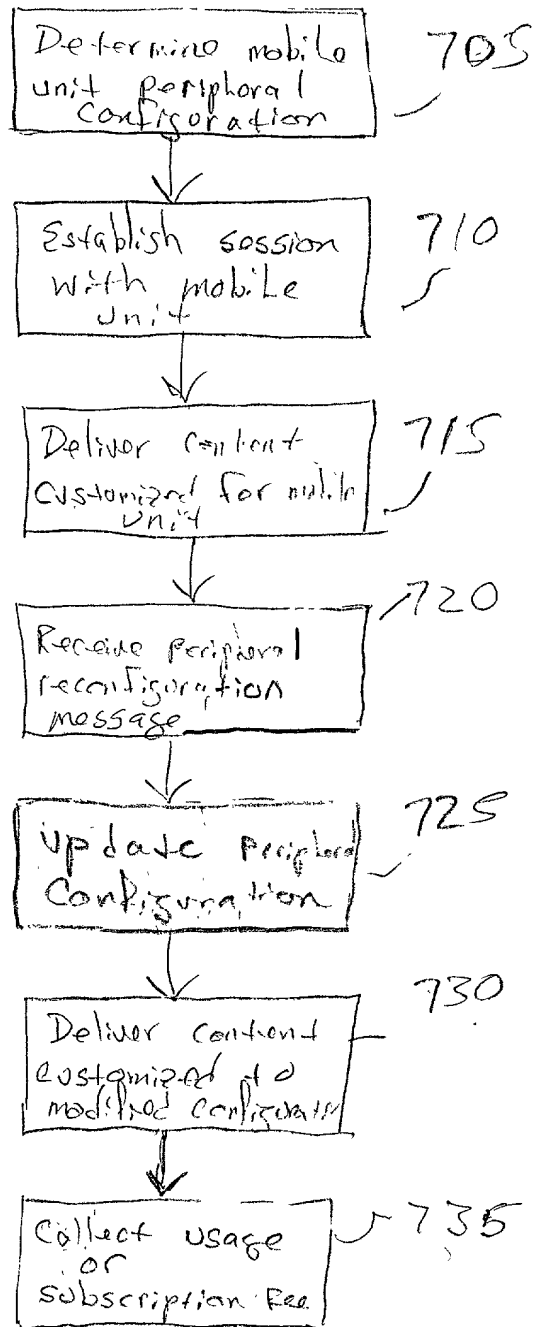 Determine mobile 705
unit peripheral
configuration
Establish session 710
with mobile
unit
Deliver content 715
customized for mobile
unit
720
Receive peripheral
reconfiguration
message
update peripheral 725
Configuration
730
Deliver content
customized to
modified configuration
Collect usage 735
or
subscription fee